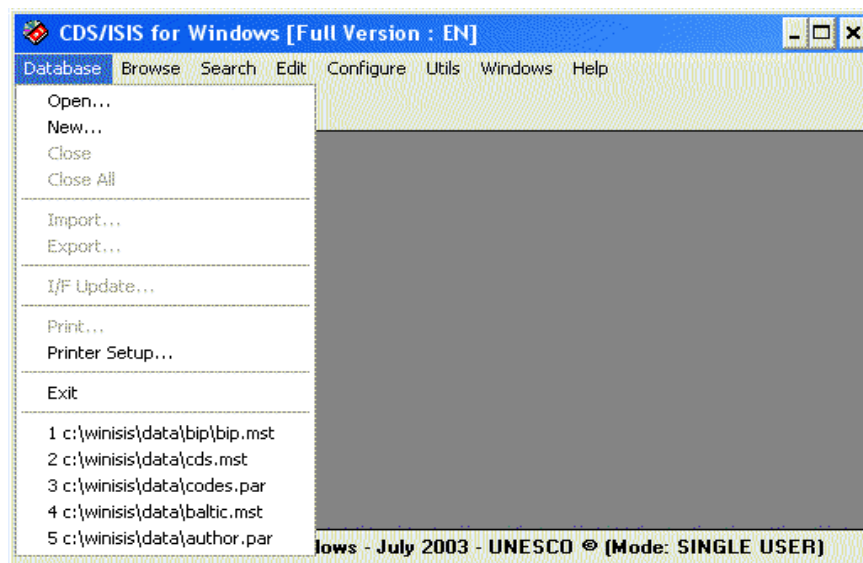 CDS/ISIS for Windows [Full Version : EN]
Database Browse Search Edit Configure Utils Windows Help
Open...
New...
Close
Close All
Import...
Export...
I/F Update...
Print...
Printer Setup...
Exit
1 c:\winisis\data\bip\bip.mst
2 c:\winisis\data\cds.mst
3 c:\winisis\data\codes.par
4 c:\winisis\data\baltic.mst
5 c:\winisis\data\author.par
lows - July 2003 - UNESCO © (Mode: SINGLE USER)